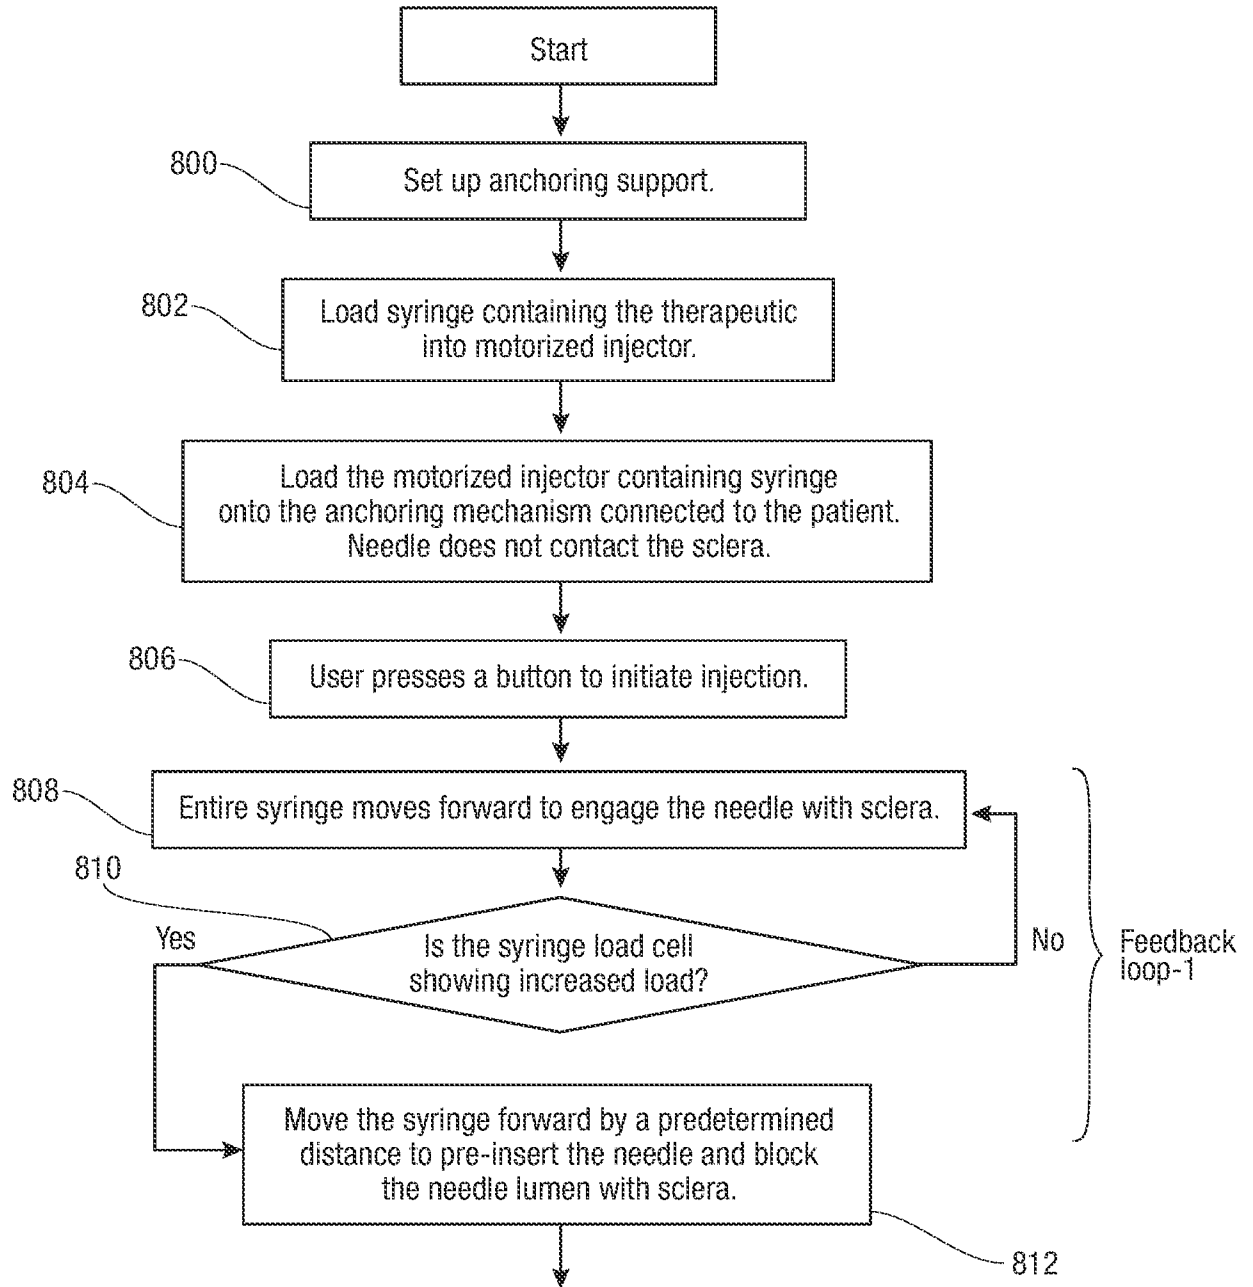 Start
800
Set up anchoring support.
802
Load syringe containing the therapeutic
into motorized injector.
804
Load the motorized injector containing syringe
onto the anchoring mechanism connected to the patient.
Needle does not contact the sclera.
806
User presses a button to initiate injection.
808
Entire syringe moves forward to engage the needle with sclera.
810
Yes
Is the syringe load cell
showing increased load?
No
Feedback
loop-1
Move the syringe forward by a predetermined
distance to pre-insert the needle and block
the needle lumen with sclera.
812